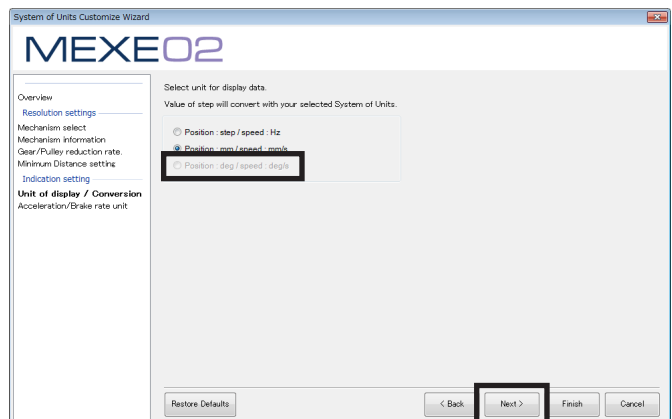 System of Units Customize Wizard
MEXE02
Overview
Resolution settings
Mechanism select
Mechanism information
Gear/Pulley reduction rate.
Minimum Distance setting
Indication setting
Unit of display / Conversion
Acceleration/Brake rate unit
Select unit for display data.
Value of step will convert with your selected System of Units.
Position : step / speed : Hz
Position : mm / speed : mm/s
Position : deg / speed : deg/s
Restore Defaults
< Back
Next >
Finish
Cancel